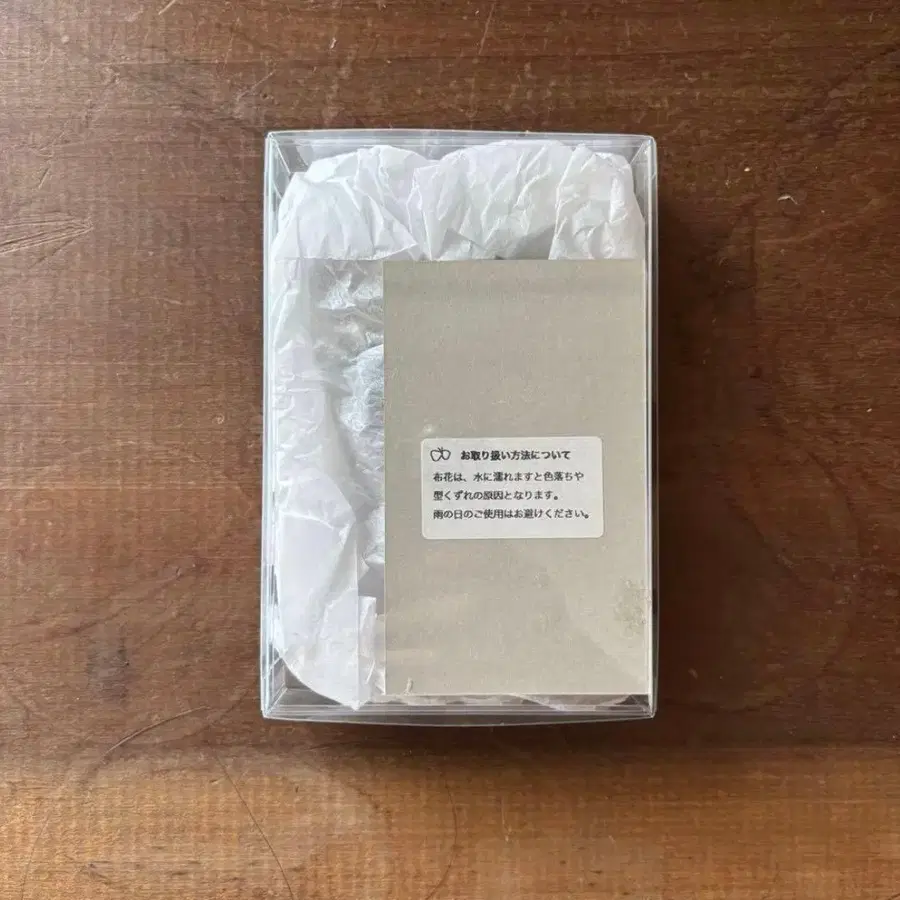 お取り扱い方法について
布花は、水に濡れますと色落ちや
型くずれの原因となります。
雨の日のご使用はお避けください。